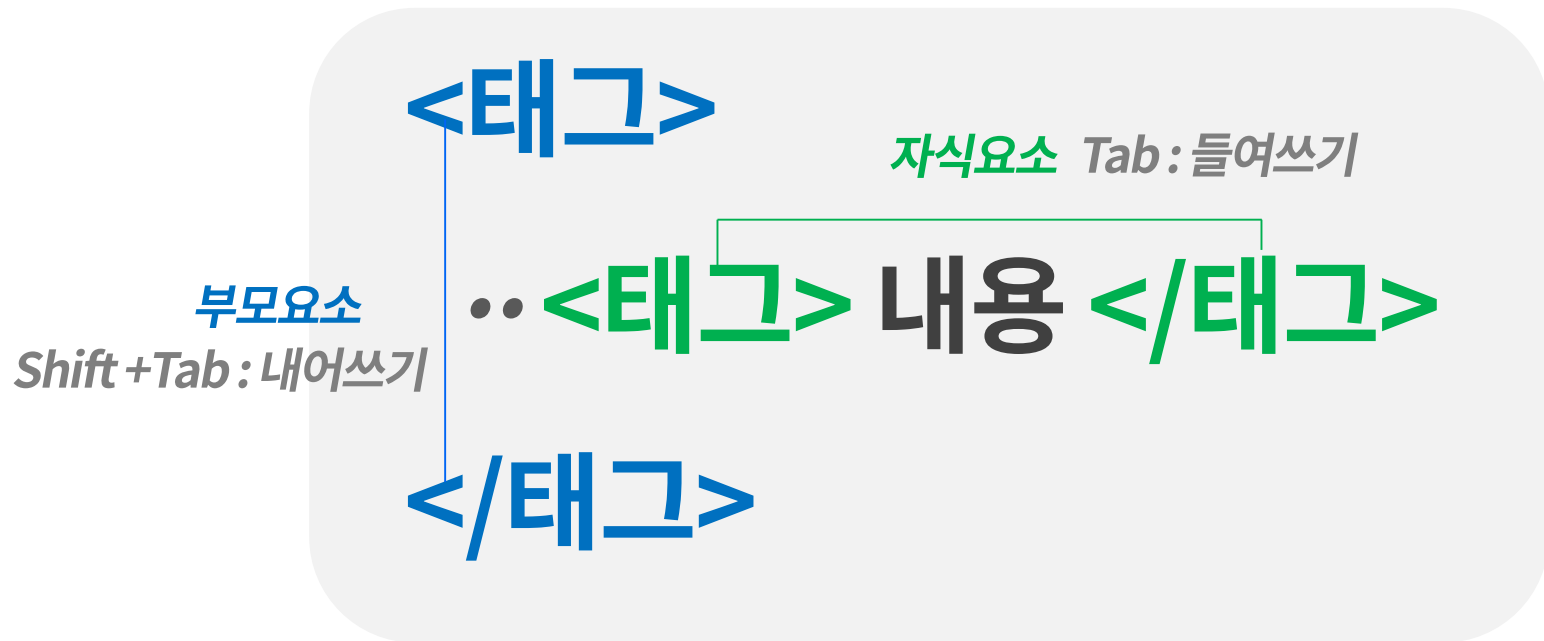 <태그>
자식요소 Tab : 들여쓰기
부모요소
••<태그> 내용 </태그>
Shift +Tab : 내어쓰기
</태그>